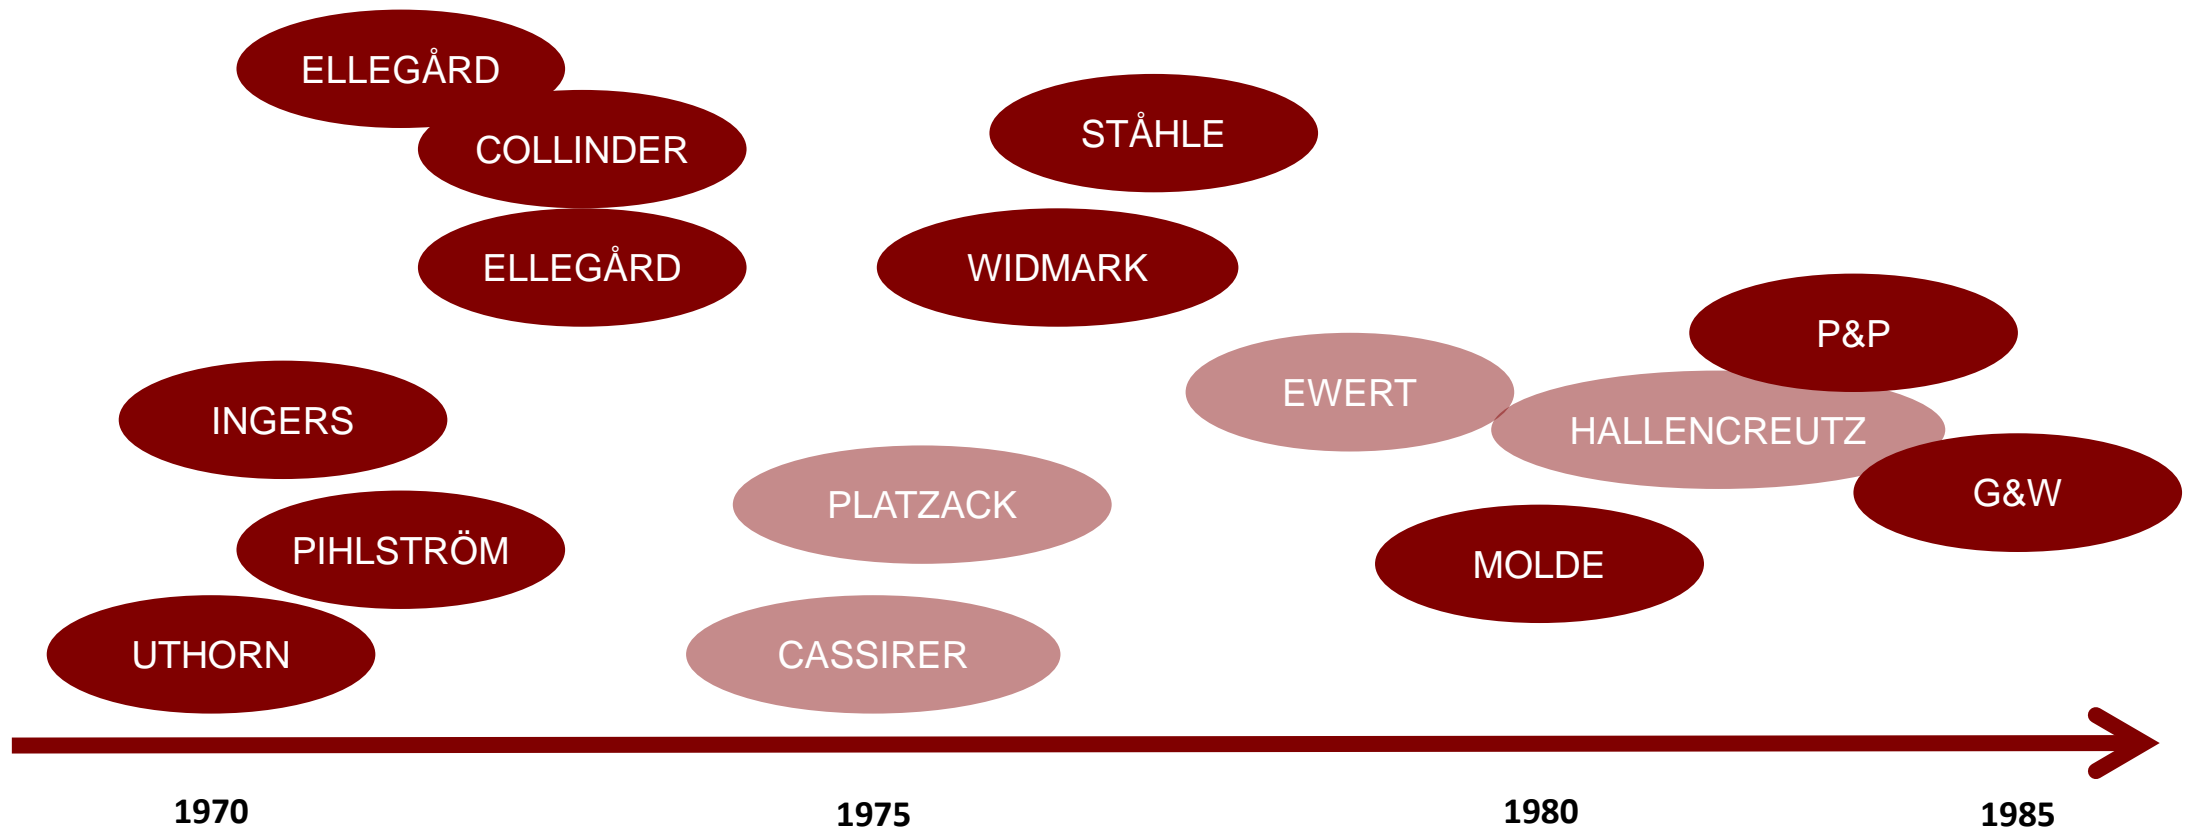 ELLEGÅRD
COLLINDER
STÅHLE
ELLEGÅRD
WIDMARK
P&P
EWERT
INGERS
HALLENCREUTZ
PLATZACK
G&W
PIHLSTRÖM
MOLDE
UTHORN
CASSIRER
1970
1975
1980
1985